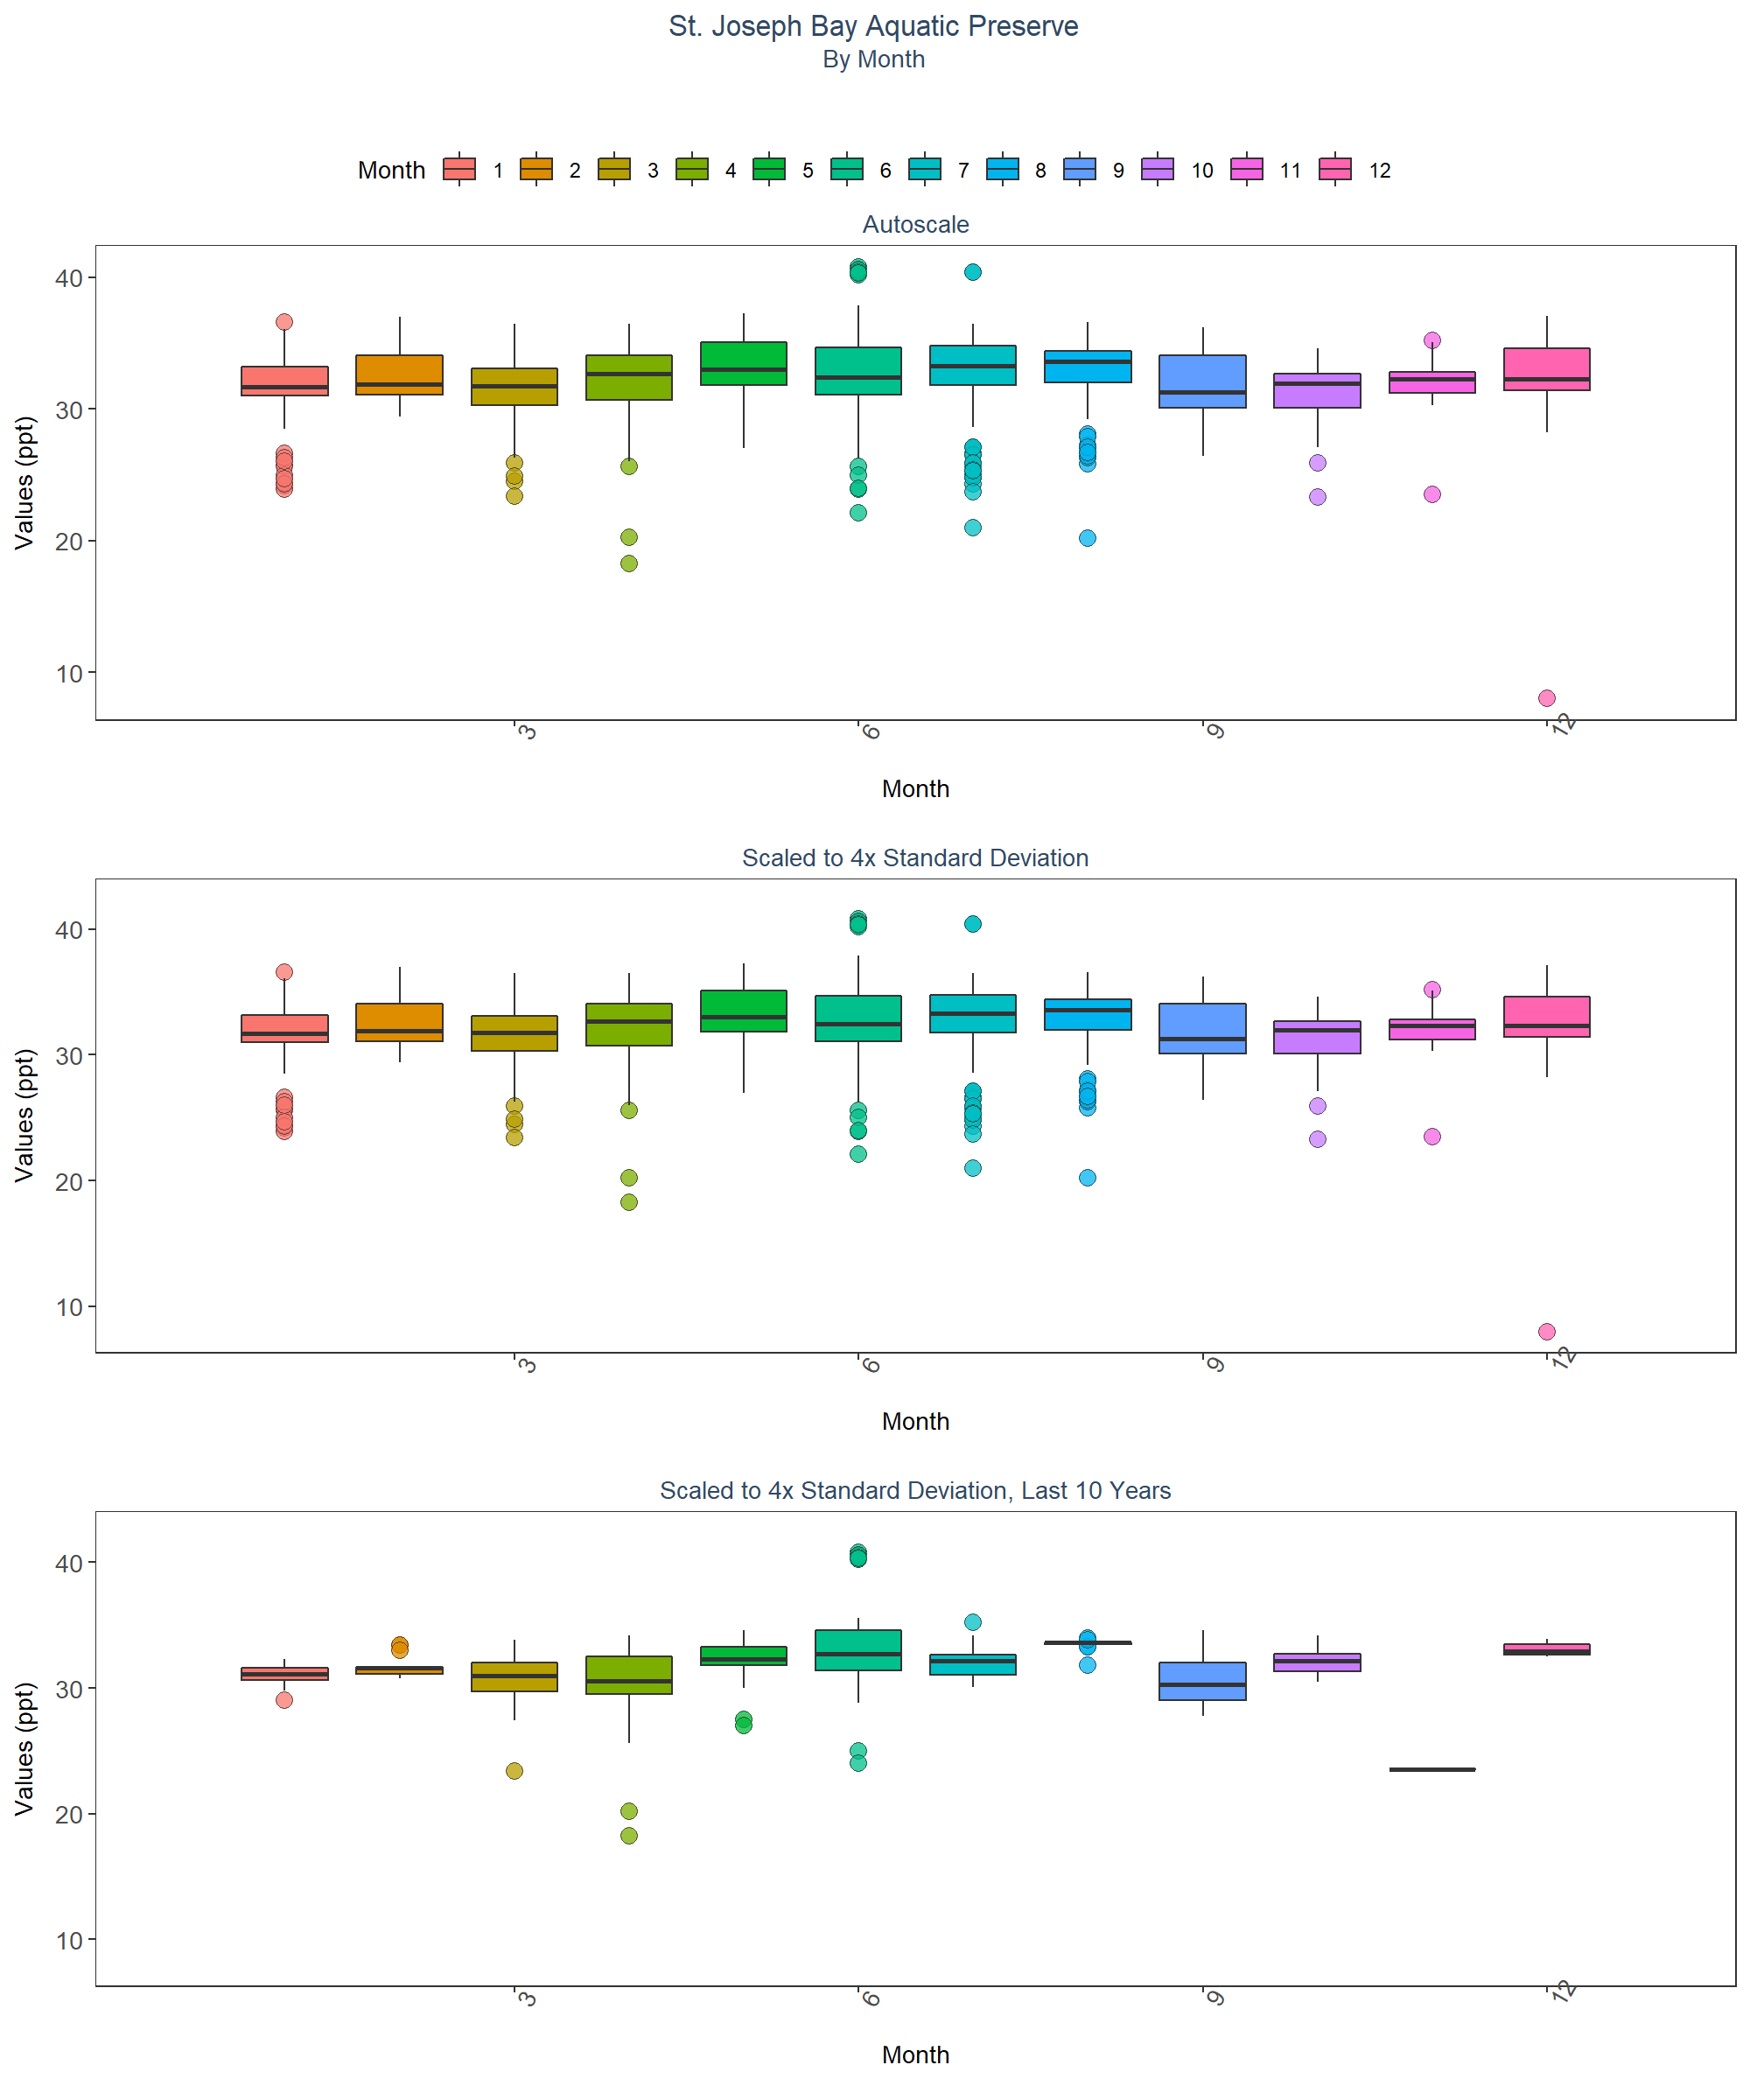 St. Joseph Bay Aquatic Preserve
By Month
Month 1 2 3 4 5 6 7 8 9 10 11 12
Autoscale
Values (ppt)
40
30
20
10
3 6 9 12
Month
Scaled to 4x Standard Deviation
Values (ppt)
40
30
20
10
3 6 9 12
Month
Scaled to 4x Standard Deviation, Last 10 Years
Values (ppt)
40
30
20
10
3 6 9 12
Month